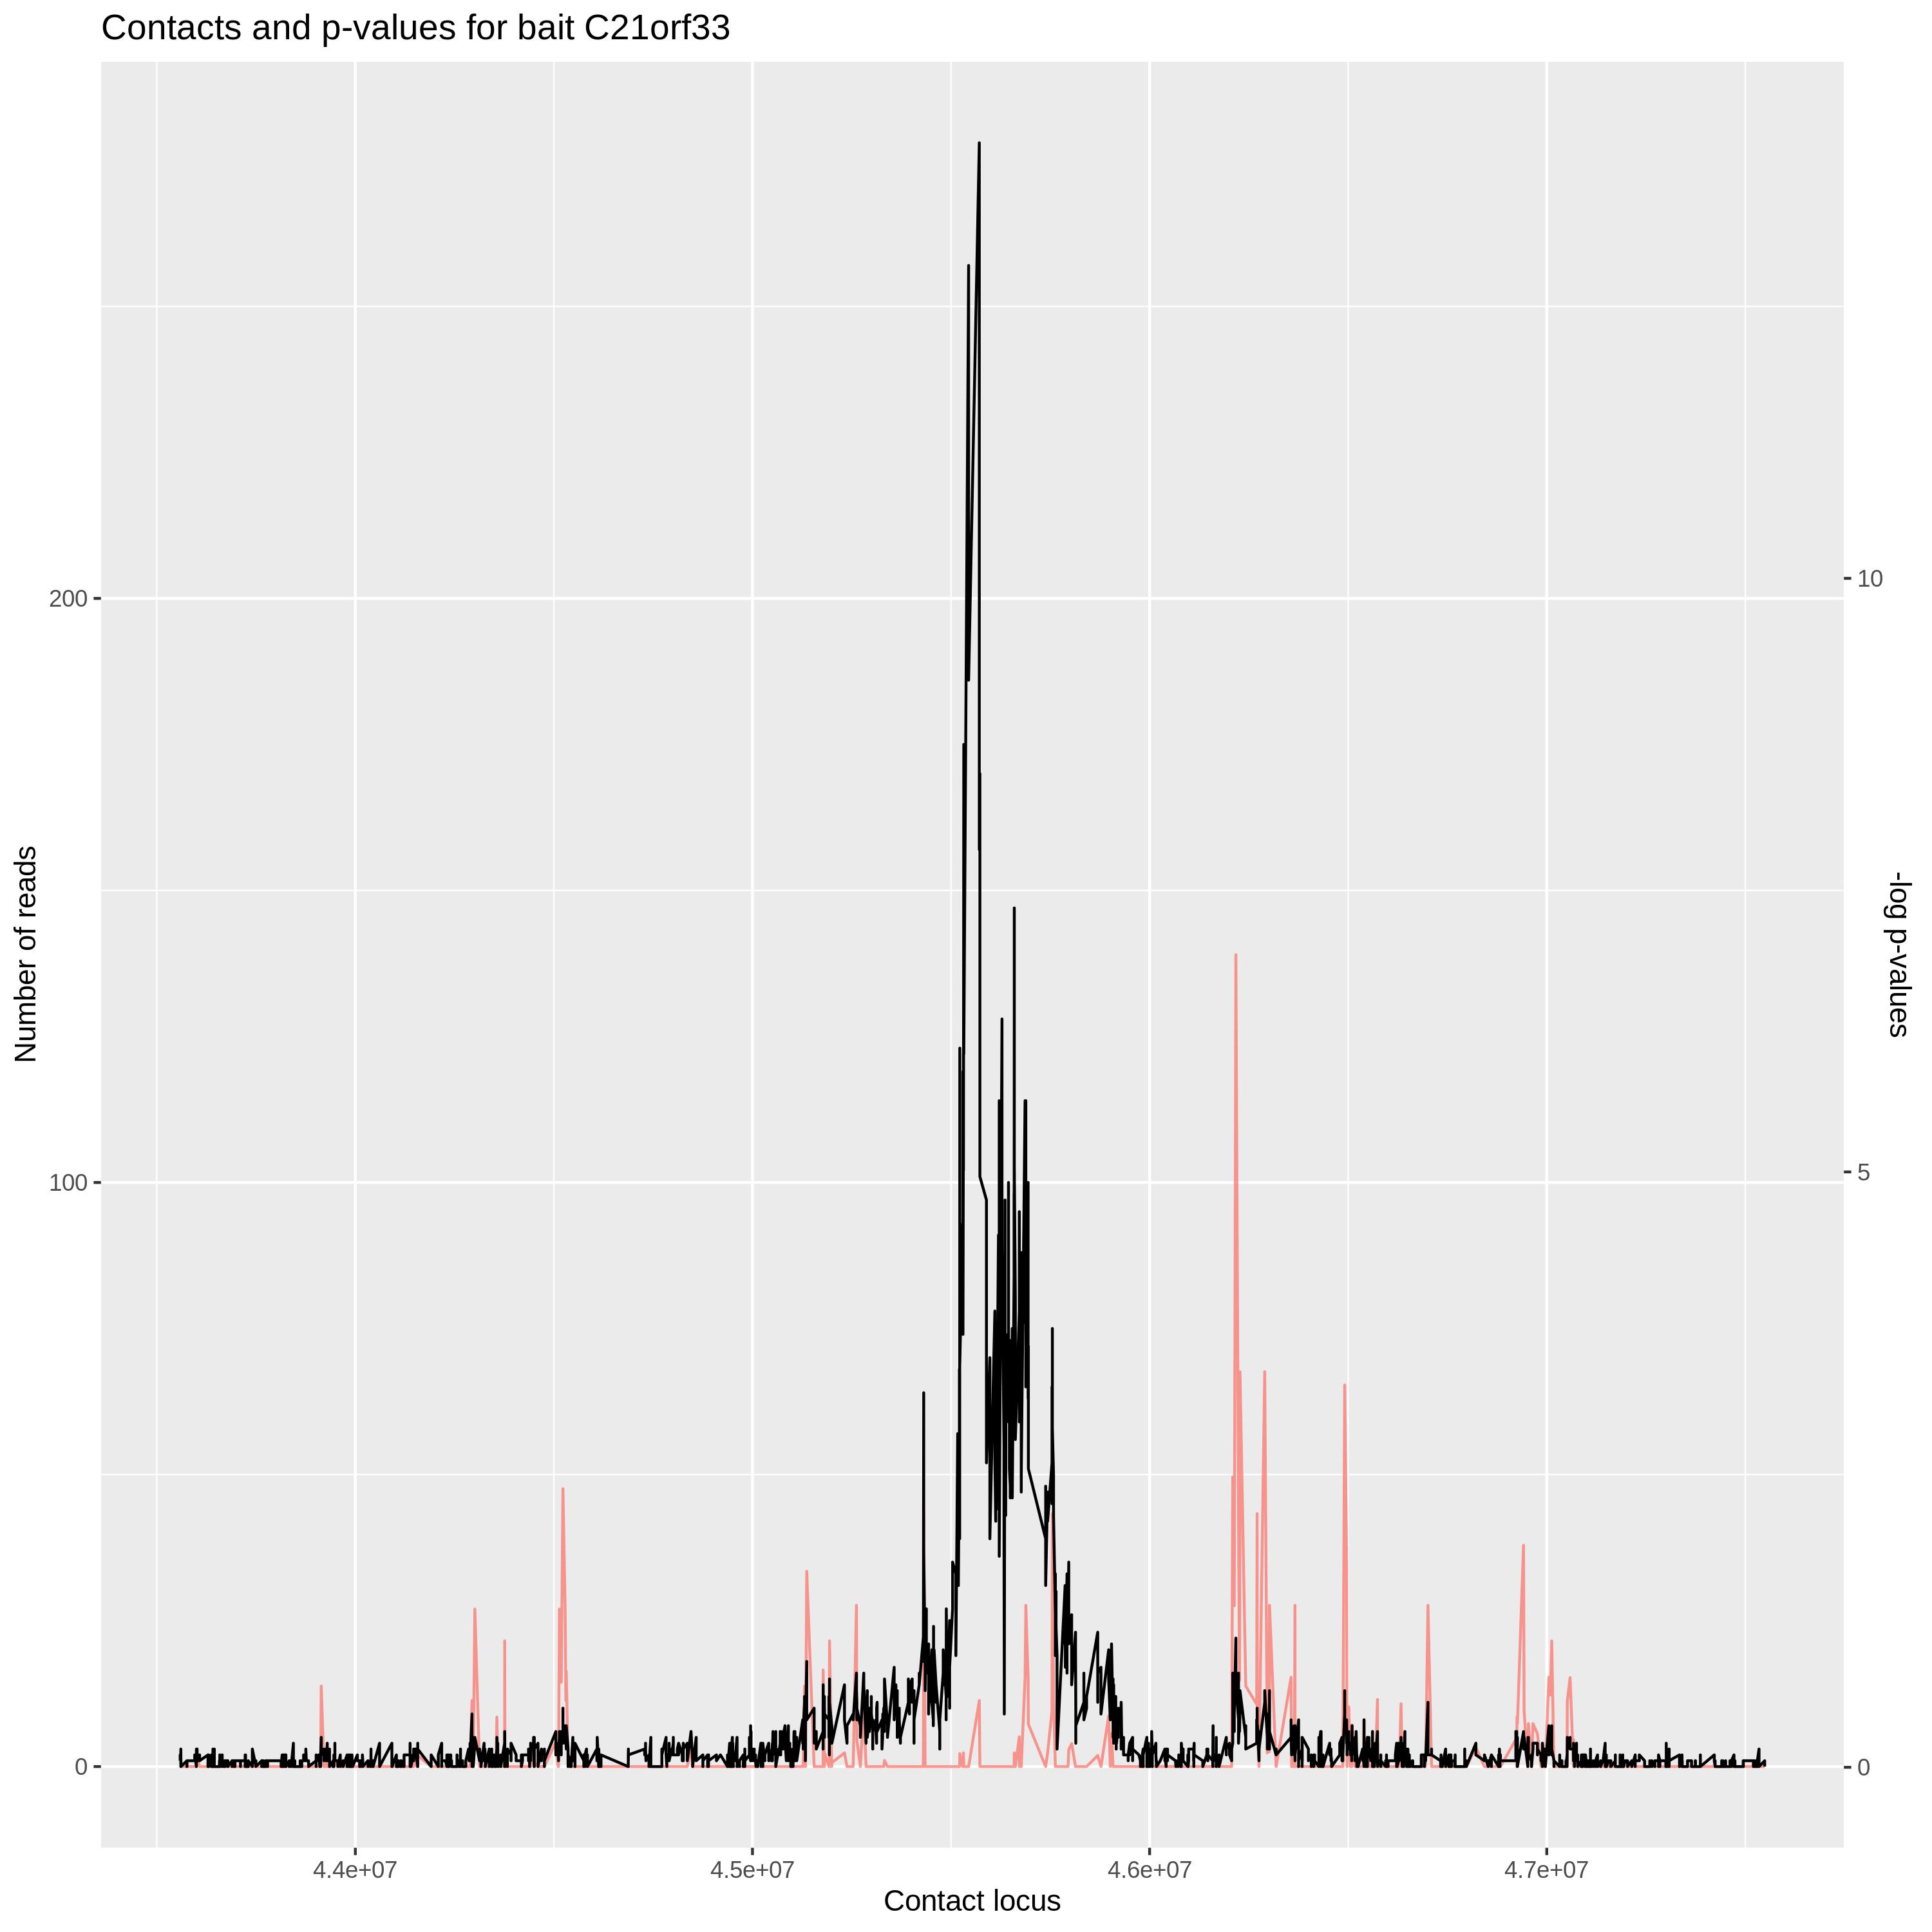 Contacts and p-values for bait C21orf33
Number of reads
200
100
0
10
5
0
-log p-values
4.4e+07 4.5e+07 4.6e+07 4.7e+07
Contact locus